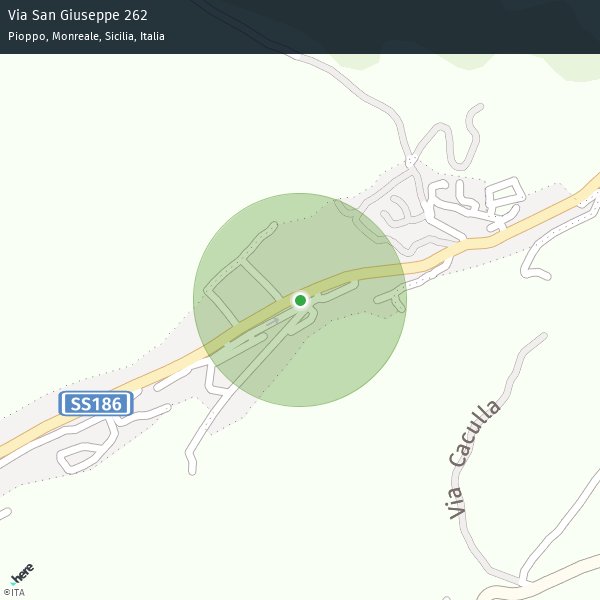 Via San Giuseppe 262
Pioppo, Monreale, Sicilia, Italia
SS186
Via Caculla
here
©ITA